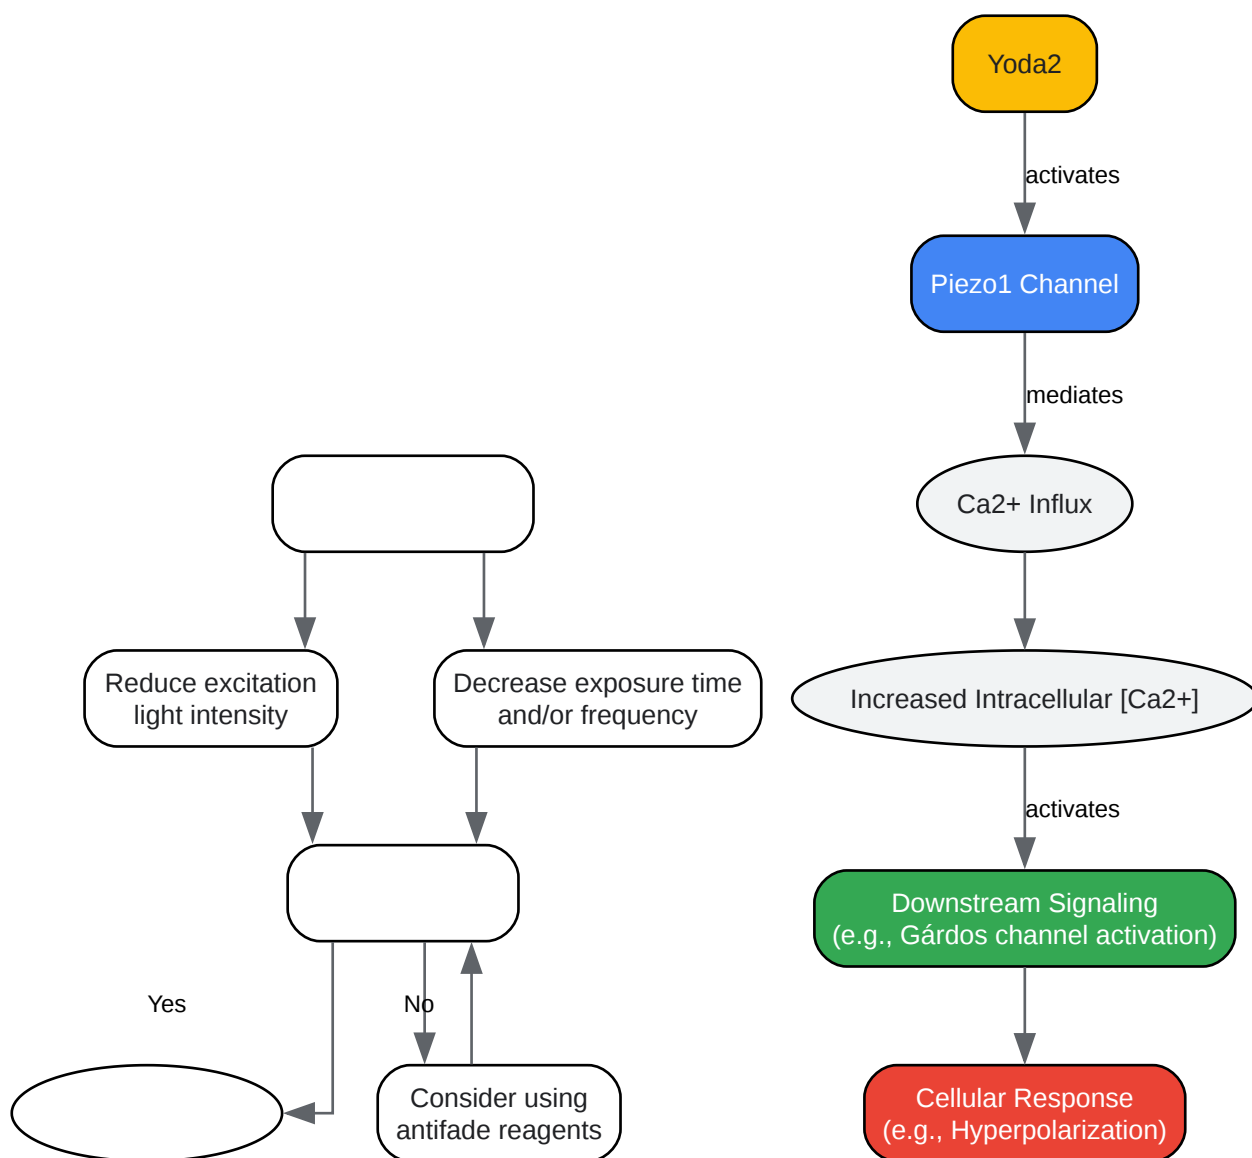 Yoda2
activates
Piezo1 Channel
mediates
Ca2+ Influx
Reduce excitation
light intensity
Decrease exposure time
and/or frequency
Increased Intracellular [Ca2+]
activates
Downstream Signaling
(e.g., Gárdos channel activation)
Yes
No
Consider using
antifade reagents
Cellular Response
(e.g., Hyperpolarization)